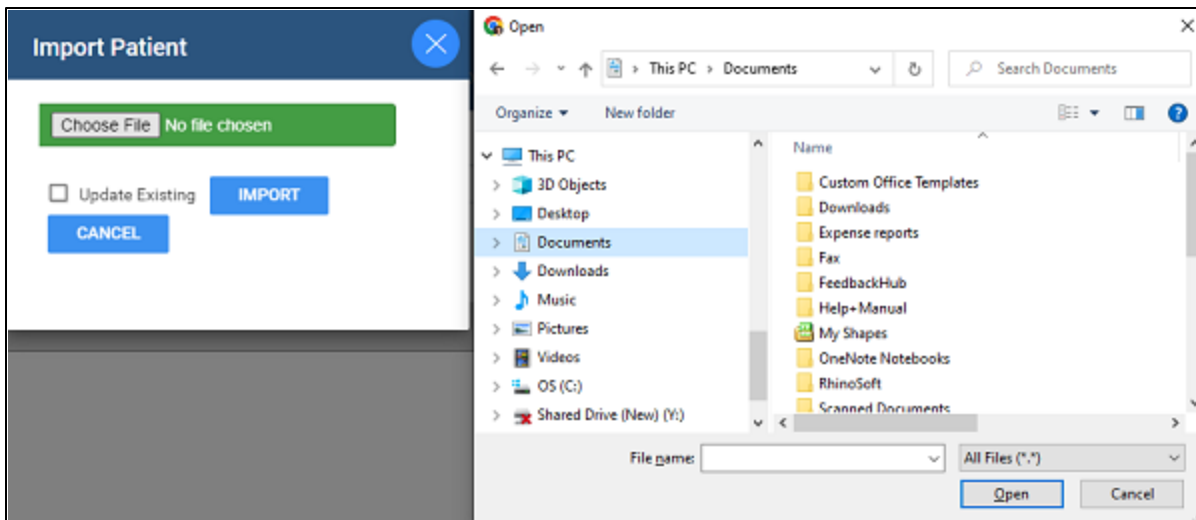 Import Patient
Choose File No file chosen
Update Existing IMPORT
CANCEL
Open
This PC > Documents
Search Documents
Organize New folder
This PC
3D Objects
Desktop
Documents
Downloads
Music
Pictures
Videos
OS (C:)
Shared Drive (New) (Y:)
Name
Custom Office Templates
Downloads
Expense reports
Fax
FeedbackHub
Help+Manual
My Shapes
OneNote Notebooks
RhinoSoft
Scanned Documents
File name:
All Files (*.*)
Open Cancel